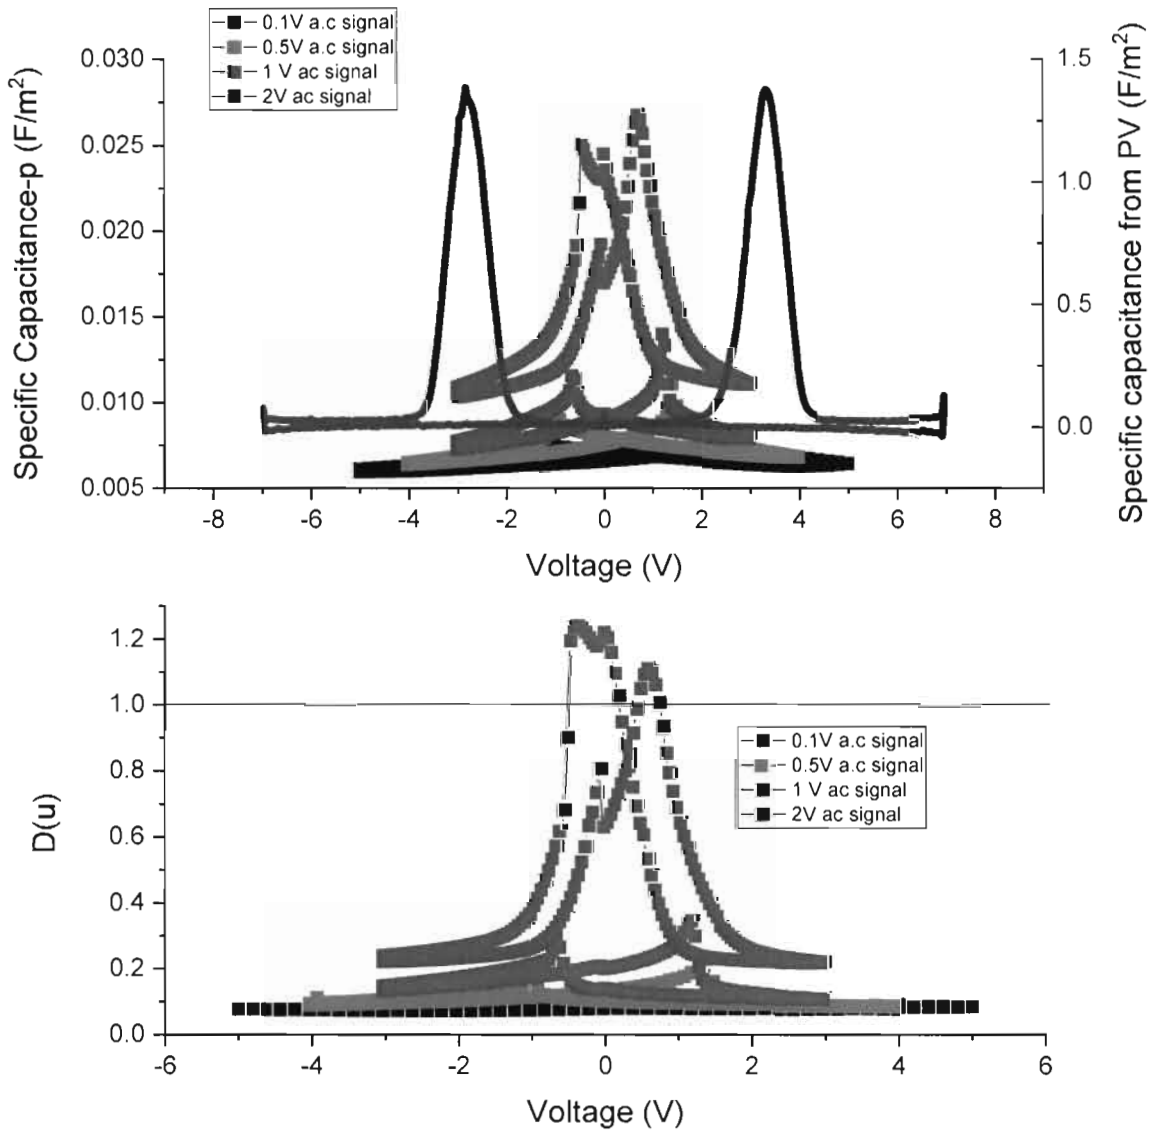 0.1V a.c signal
0.5V a.c signal
1 V ac signal
2V ac signal
Specific Capacitance-p (F/m²)
0.030
0.025
0.020
0.015
0.010
0.005
Specific capacitance from PV (F/m²)
1.5
1.0
0.5
0.0
-8 -6 -4 -2 0 2 4 6 8
Voltage (V)
D(u)
1.2
1.0
0.8
0.6
0.4
0.2
0.0
0.1V a.c signal
0.5V a.c signal
1 V ac signal
2V ac signal
-6 -4 -2 0 2 4 6
Voltage (V)